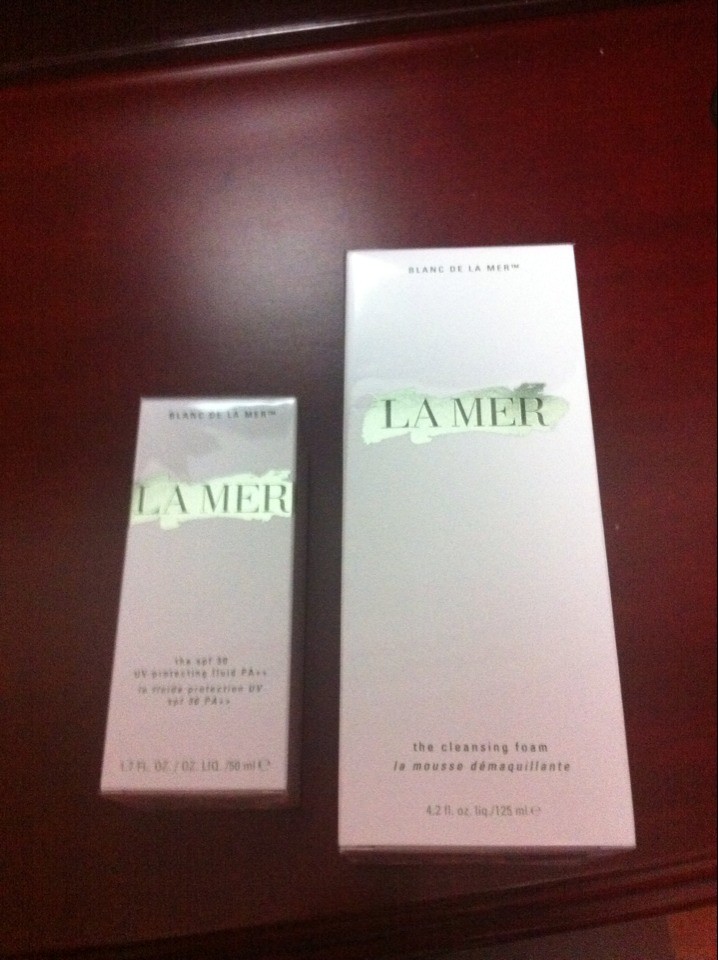 BLANC DE LA MER™
LA MER
the spf 30
UV protecting fluid PA++
la fluide protection UV
spf 30 PA++
1.7 FL. OZ. / OZ. LIQ. /50 ml ℮
BLANC DE LA MER™
LA MER
the cleansing foam
la mousse démaquillante
4.2 fl. oz. liq./125 ml ℮